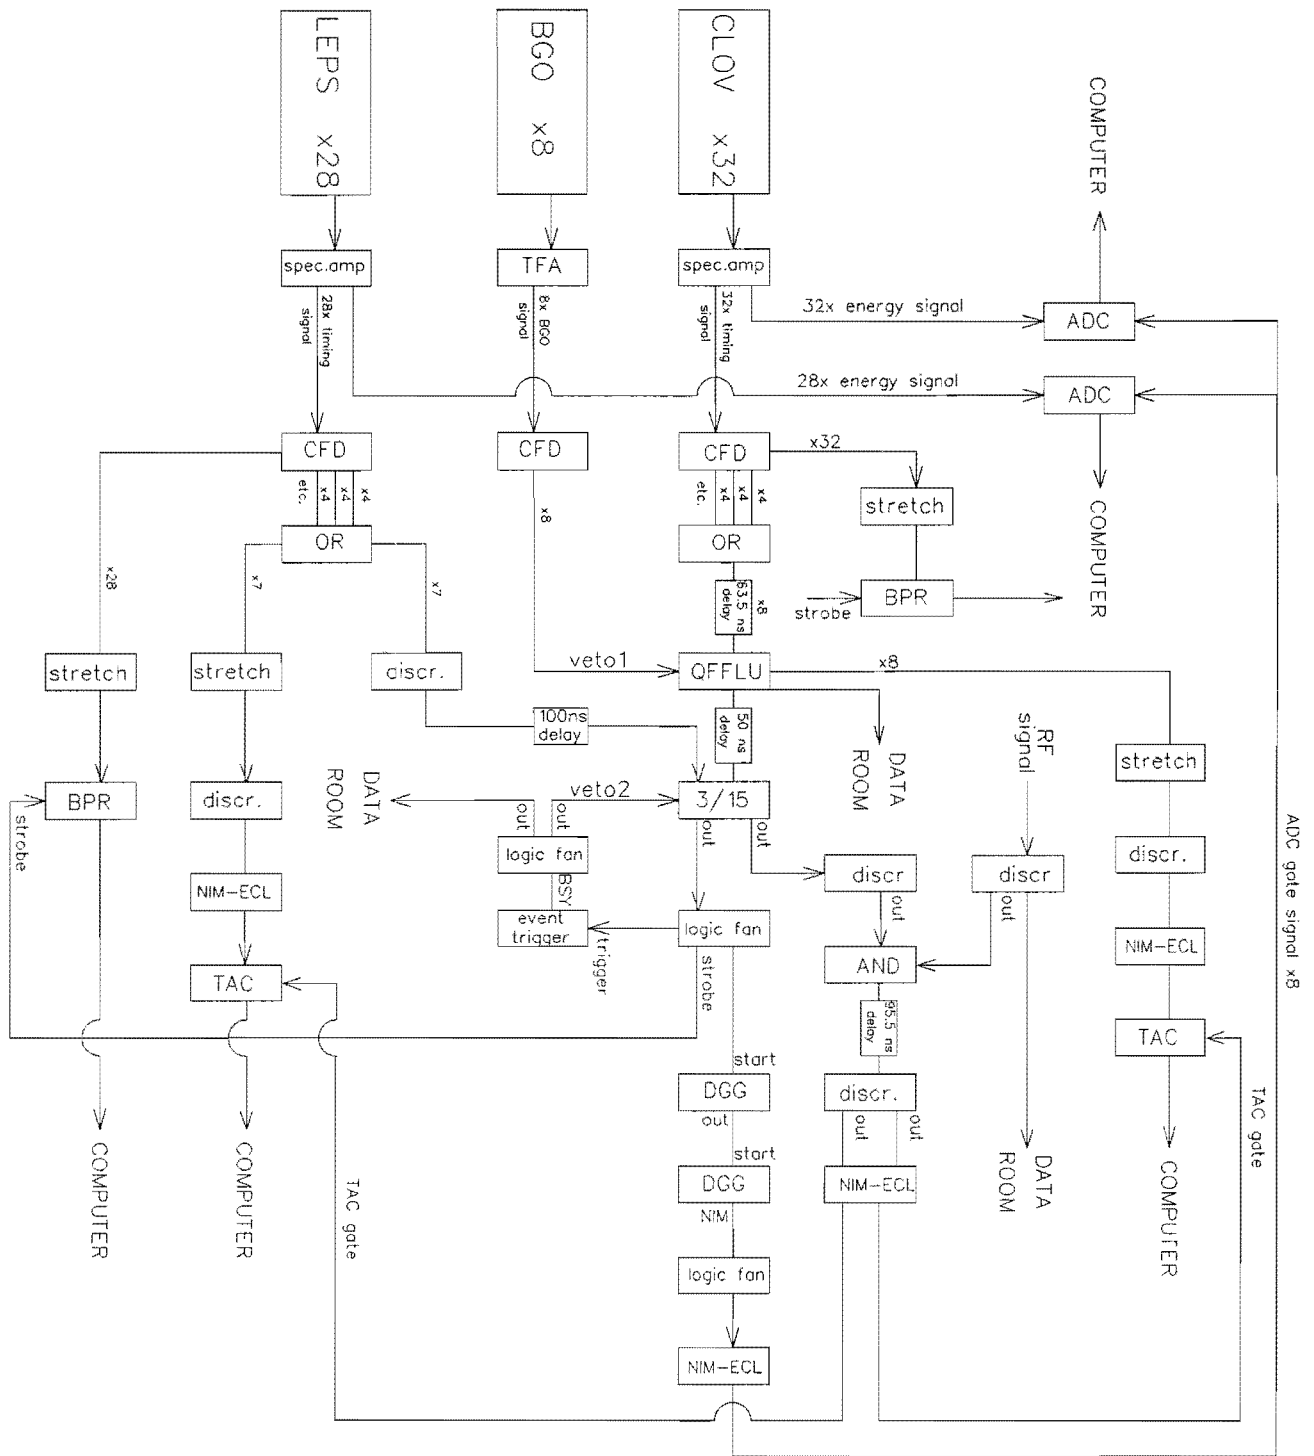 LEPS x28
BGO x8
CLOV x32
COMPUTER
spec.amp
TFA
spec.amp
28x timing
signal
8x BGO
signal
32x timing
signal
32x energy signal
ADC
28x energy signal
ADC
CFD
CFD
CFD
x32
etc.
x4
x4
x4
etc.
x4
x4
x4
stretch
OR
OR
COMPUTER
x28
x7
x7
x8
63.5 ns
delay
x8
strobe
BPR
stretch
stretch
discr.
veto1
QFFLU
x8
100ns
delay
50 ns
delay
DATA
ROOM
RF
signal
stretch
BPR
discr.
DATA
ROOM
veto2
3/15
strobe
out
out
out
out
logic fan
discr
discr
discr.
NIM-ECL
BSY
out
out
event
trigger
trigger
logic fan
AND
NIM-ECL
TAC
strobe
95.5 ns
delay
TAC
start
DGG
out
discr.
out
out
ADC gate signal x8
TAC gate
COMPUTER
COMPUTER
TAC gate
start
DGG
NIM
NIM-ECL
DATA
ROOM
COMPUTER
logic fan
NIM-ECL